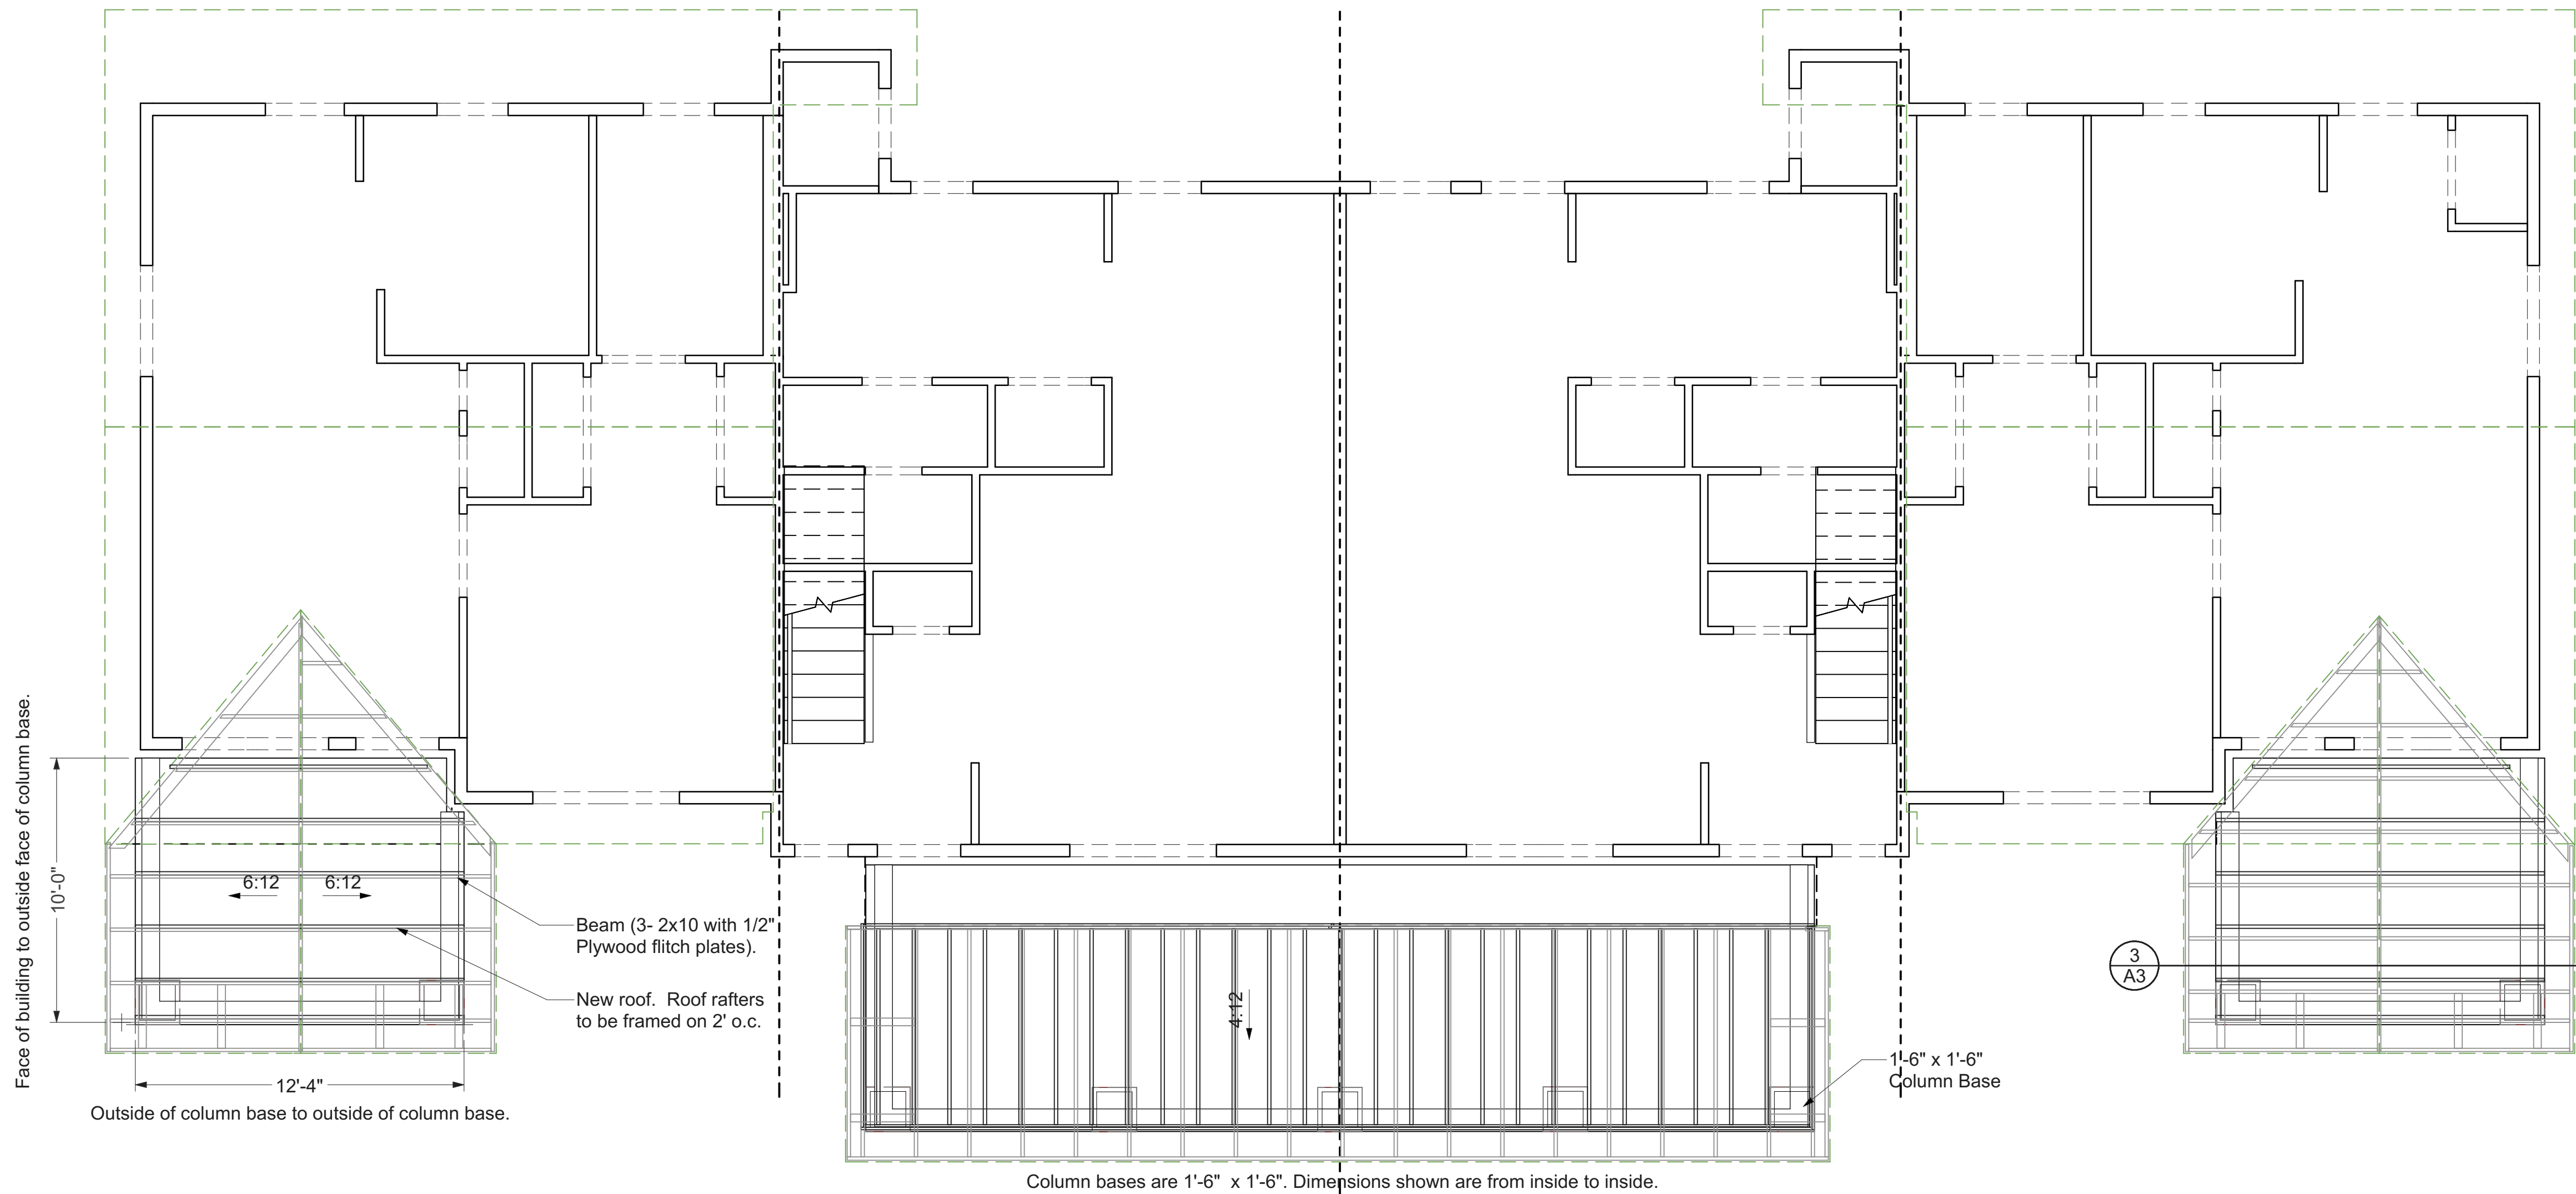 Face of building to outside face of column base.
10'-0"
6:12
6:12
Beam (3- 2x10 with 1/2"
Plywood flitch plates).
New roof.  Roof rafters
to be framed on 2' o.c.
12'-4"
Outside of column base to outside of column base.
4:12
3
A3
1'-6" x 1'-6"
Column Base
Column bases are 1'-6"  x 1'-6". Dimensions shown are from inside to inside.